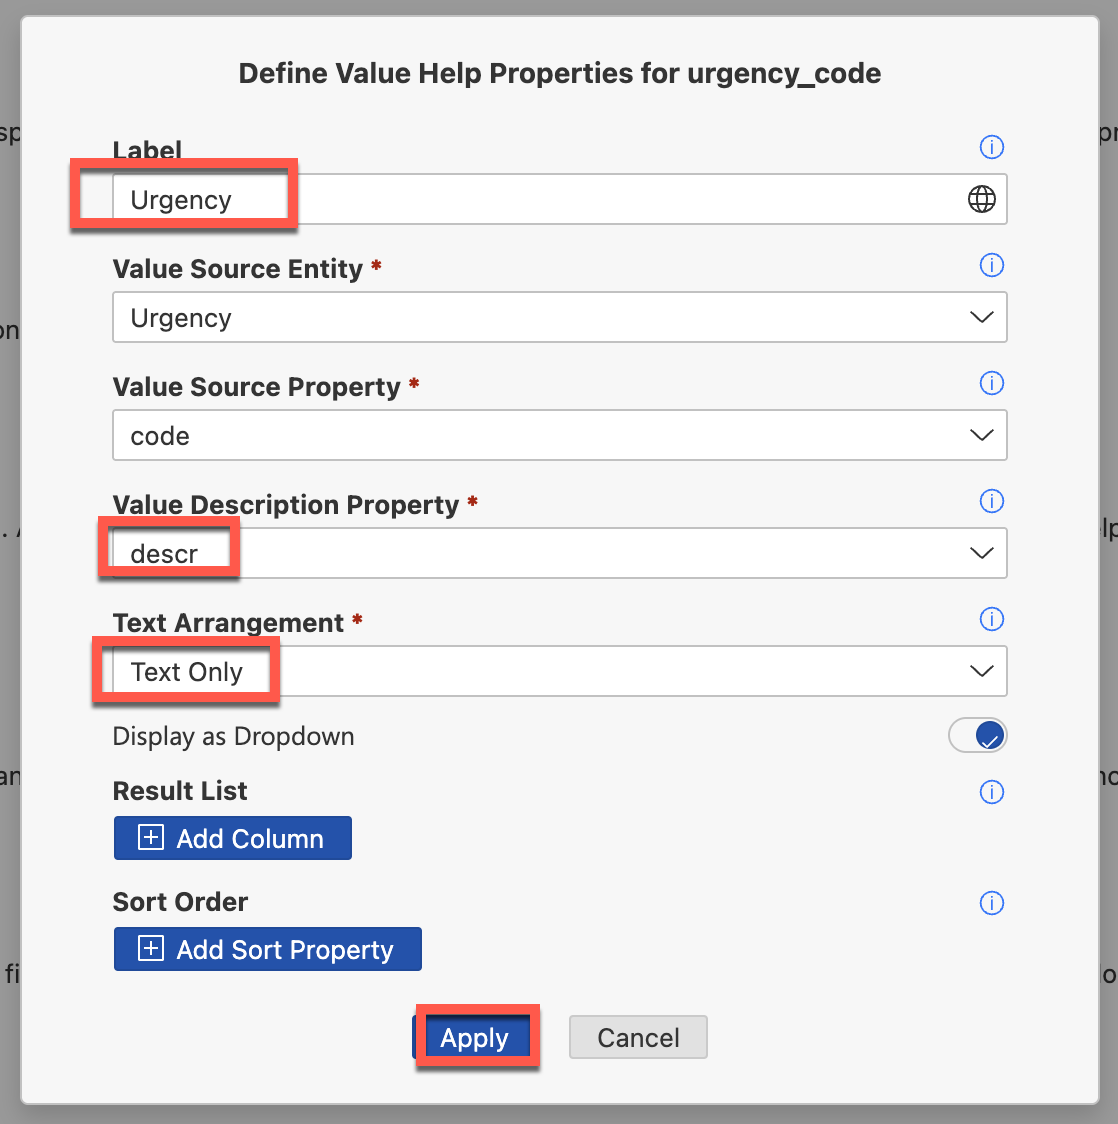 Define Value Help Properties for urgency_code
Label
Urgency
Value Source Entity *
Urgency
Value Source Property *
code
Value Description Property *
descr
Text Arrangement *
Text Only
Display as Dropdown
Result List
Add Column
Sort Order
Add Sort Property
Apply
Cancel